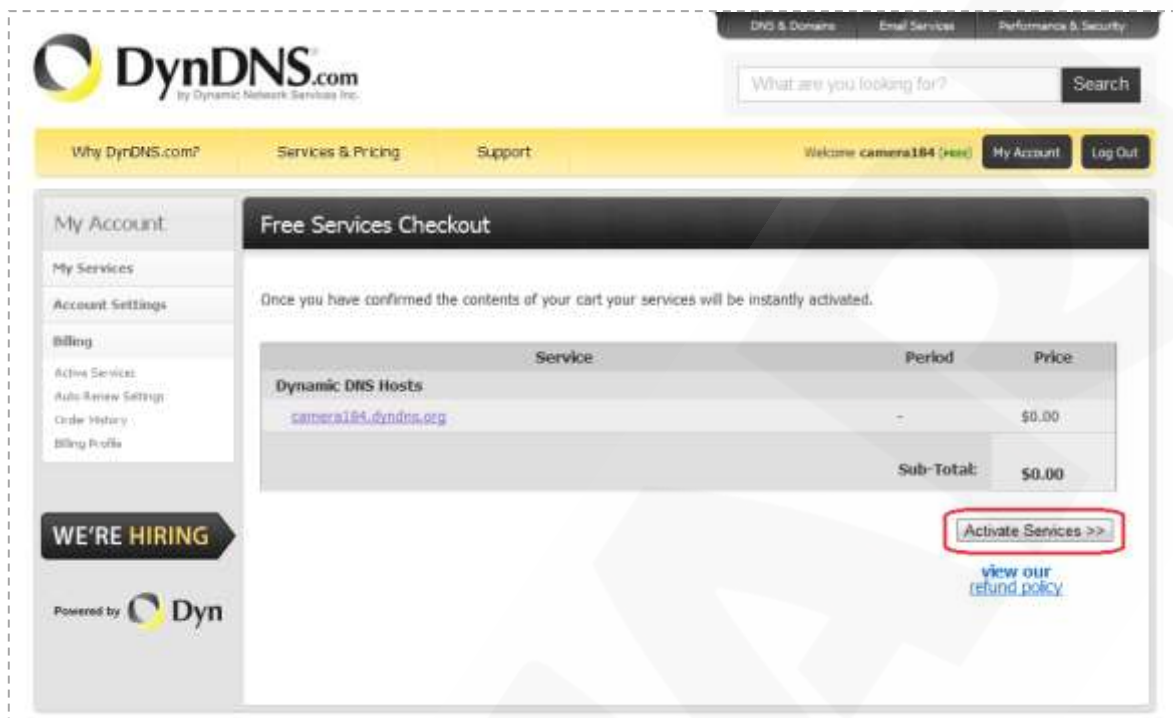 DNS & Domains Email Services Performance & Security
DynDNS.com
by Dynamic Network Services Inc.
What are you looking for? Search
Why DynDNS.com? Services & Pricing Support Welcome camera184 (FREE) My Account Log Out
My Account
My Services
Account Settings
Billing
Active Services
Auto Renew Settings
Order History
Billing Profile
WE'RE HIRING
Powered by Dyn
Free Services Checkout
Once you have confirmed the contents of your cart your services will be instantly activated.
Service Period Price
Dynamic DNS Hosts
camera184.dyndns.org - $0.00
Sub-Total: $0.00
Activate Services >>
view our
refund policy